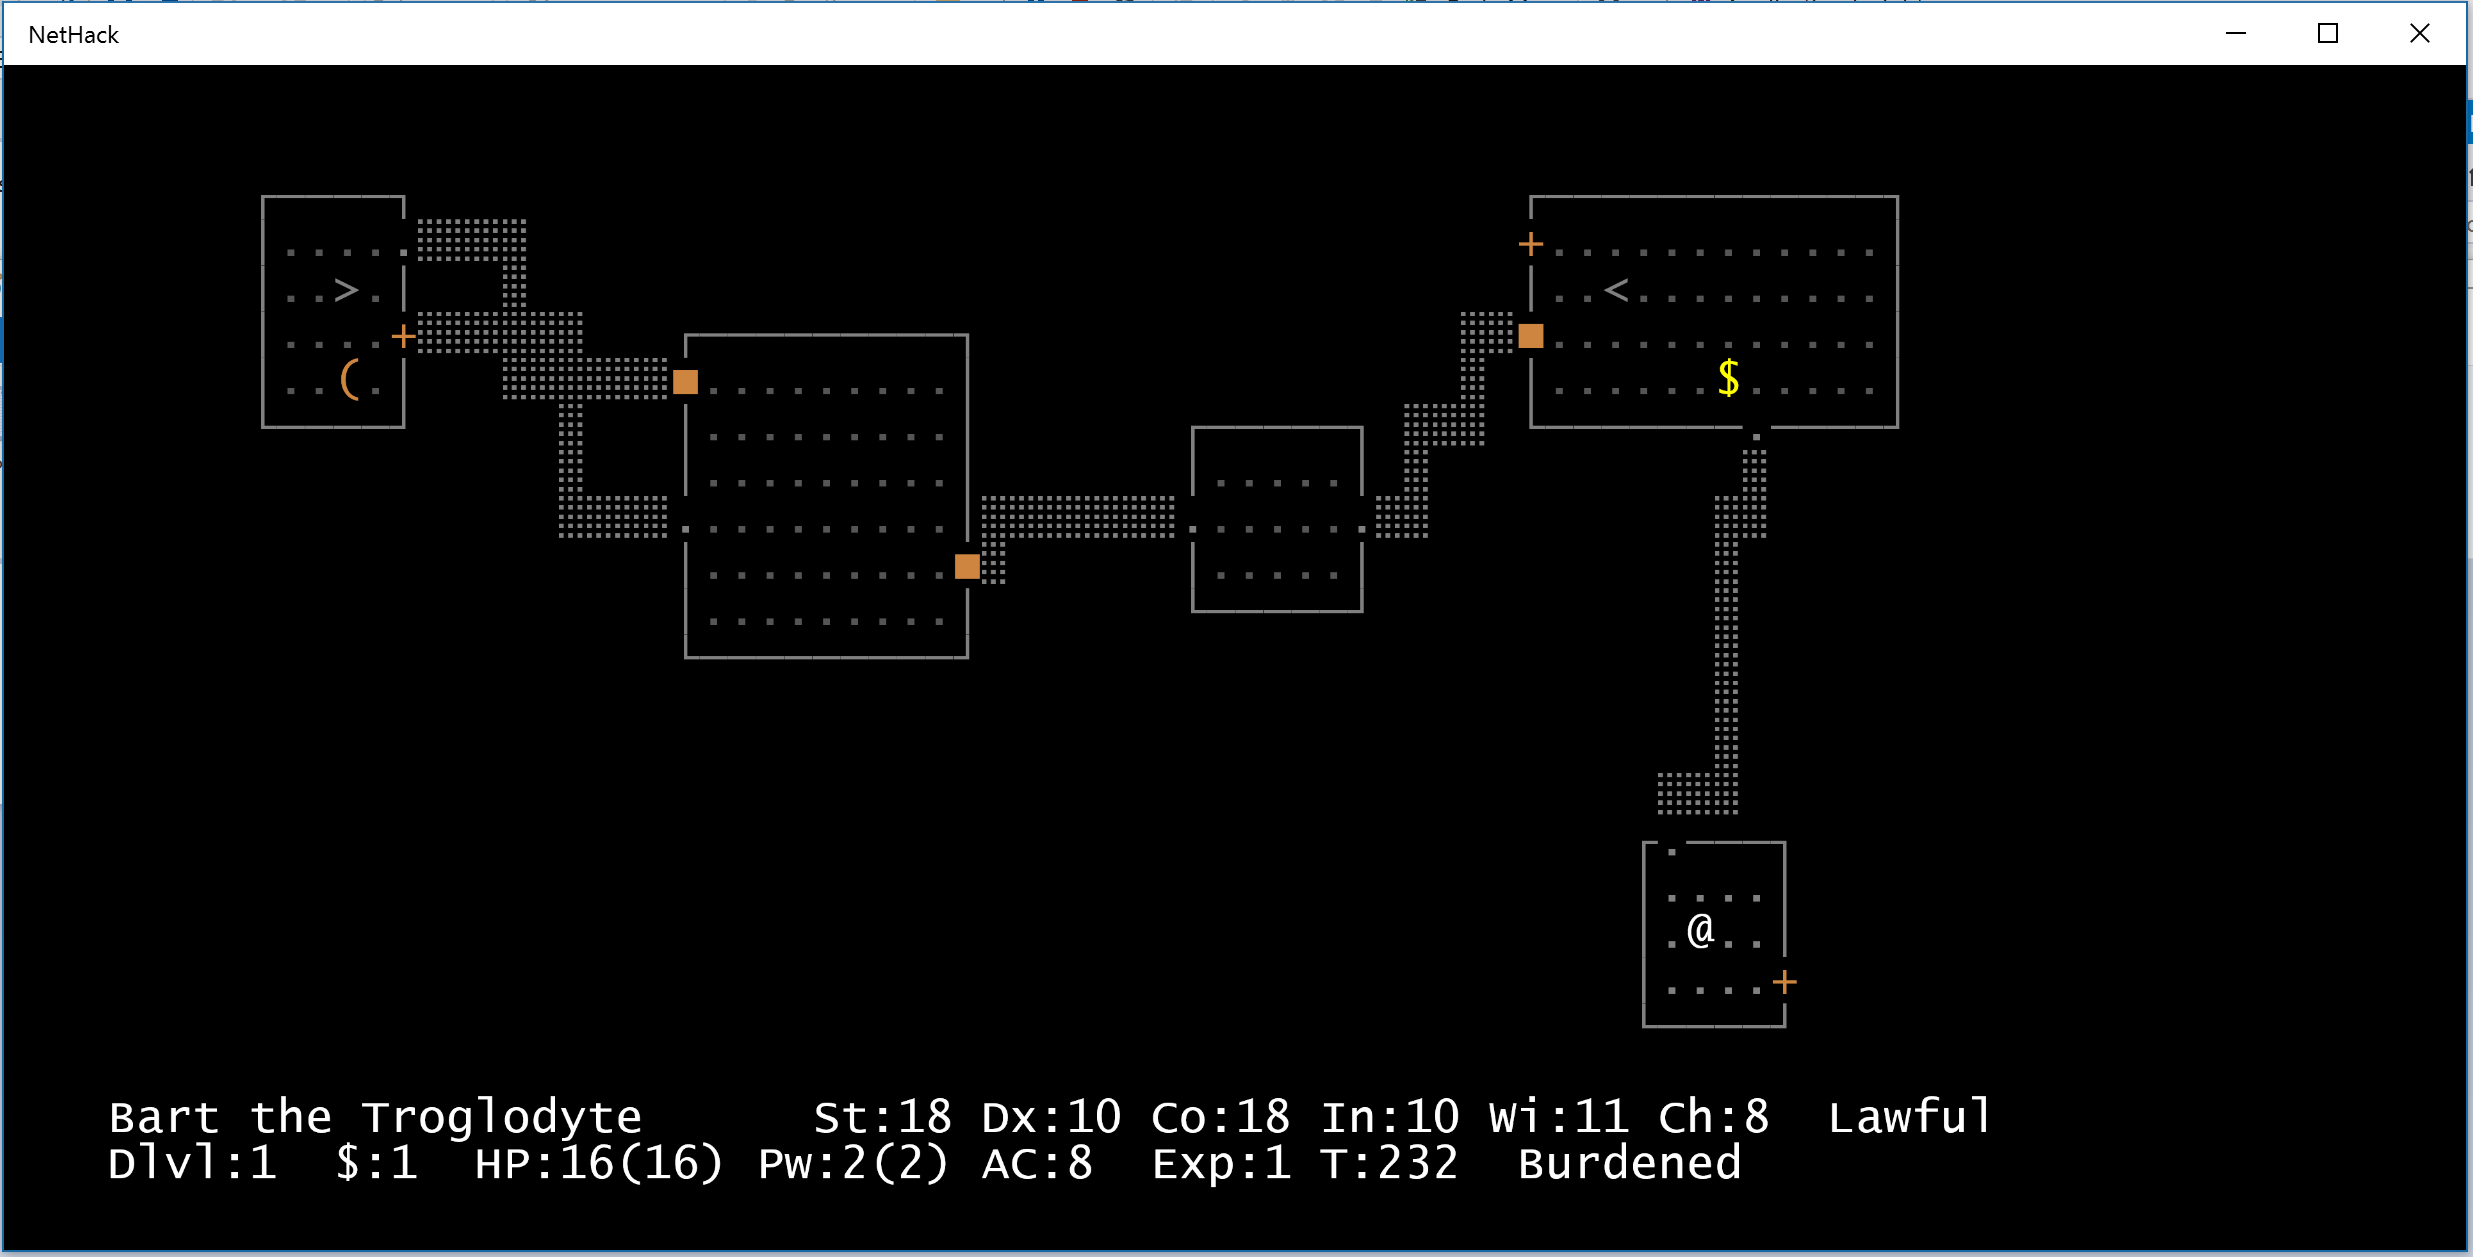 NetHack
. . . . .
. . > .
. . . . +
. . ( .
+ . . . . . . . . . . . .
. . < . . . . . . . . .
. . . . . . . . . . . .
. . . . . . $ . . . . .
.
. . . . . . . . .
. . . . . . . . .
. . . . . . . . .
. . . . . . . . . .
. . . . . . . . .
. . . . . . . . .
. . . . .
. . . . . . .
. . . . .
.
. . . .
. @ . .
. . . . +
Bart the Troglodyte St:18 Dx:10 Co:18 In:10 Wi:11 Ch:8 Lawful
Dlvl:1 $:1 HP:16(16) Pw:2(2) AC:8 Exp:1 T:232 Burdened